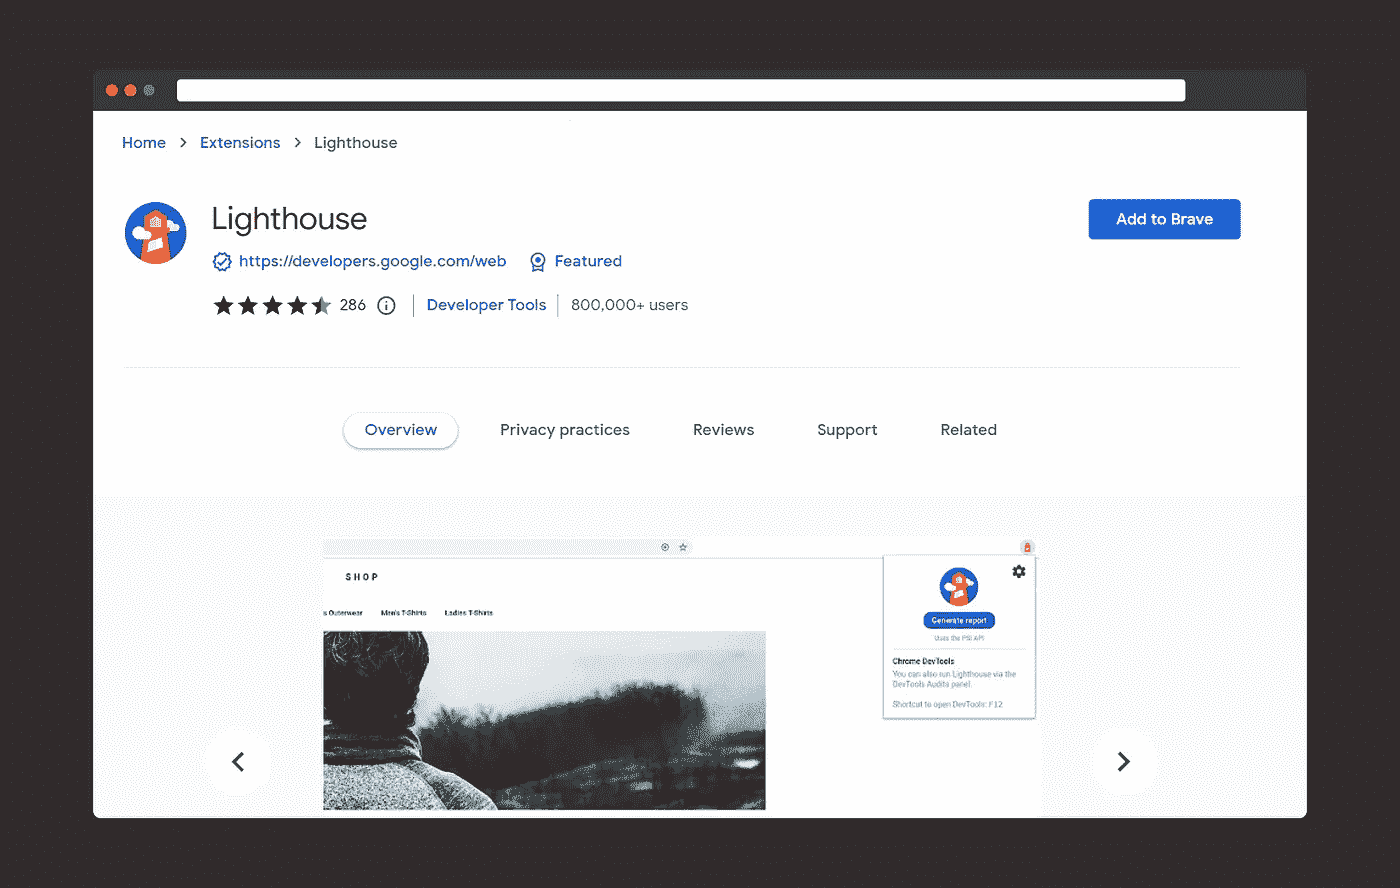 Home > Extensions > Lighthouse
Lighthouse
Add to Brave
https://developers.google.com/web Featured
286 Developer Tools 800,000+ users
Overview Privacy practices Reviews Support Related
SHOP
s Outerwear Men's T-Shirts Ladies T-Shirts
Generate report
Uses the PSI API
Chrome DevTools
You can also run Lighthouse via the
DevTools Audits panel.
Shortcut to open DevTools: F12